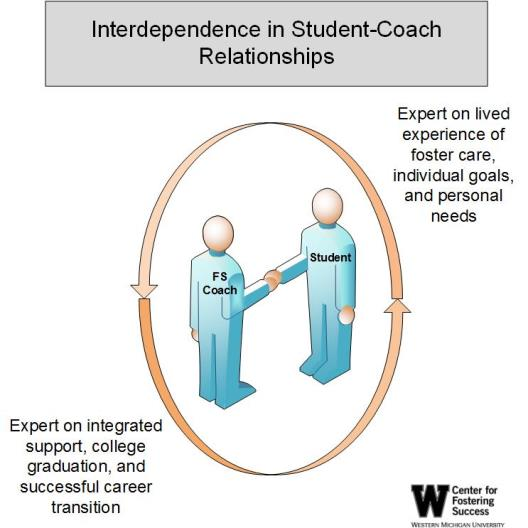 Interdependence in Student-Coach
Relationships
Expert on lived
experience of
foster care,
individual goals,
and personal
needs
Student
FS
Coach
Expert on integrated
support, college
graduation, and
successful career
transition
W
Center for
Fostering
Success
WESTERN MICHIGAN UNIVERSITY